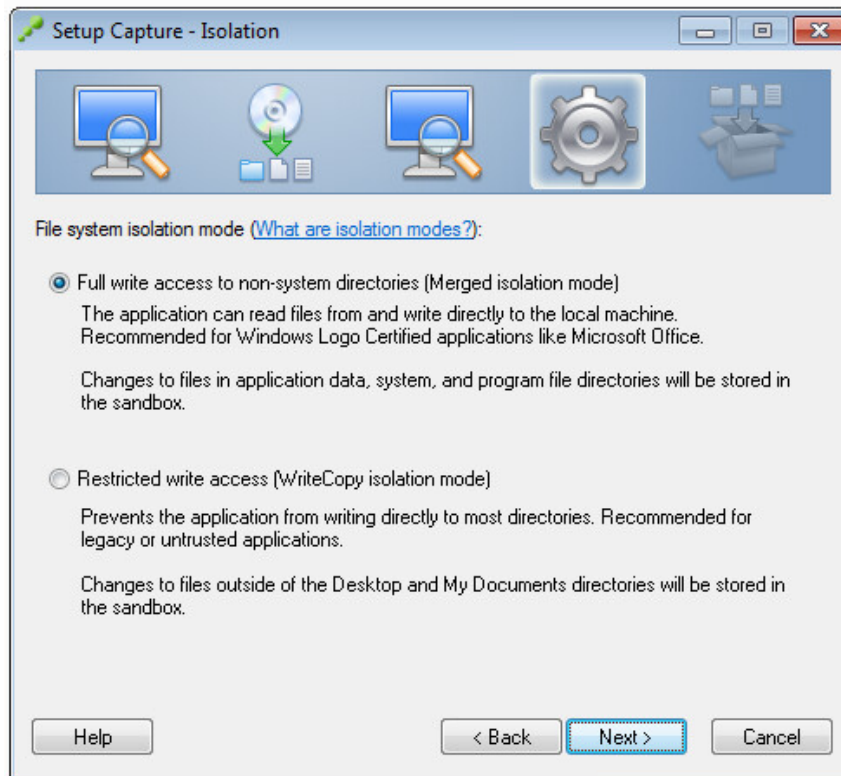 Setup Capture - Isolation
File system isolation mode (What are isolation modes?):
Full write access to non-system directories (Merged isolation mode)
The application can read files from and write directly to the local machine.
Recommended for Windows Logo Certified applications like Microsoft Office.
Changes to files in application data, system, and program file directories will be stored in
the sandbox.
Restricted write access (WriteCopy isolation mode)
Prevents the application from writing directly to most directories. Recommended for
legacy or untrusted applications.
Changes to files outside of the Desktop and My Documents directories will be stored in
the sandbox.
Help < Back Next > Cancel